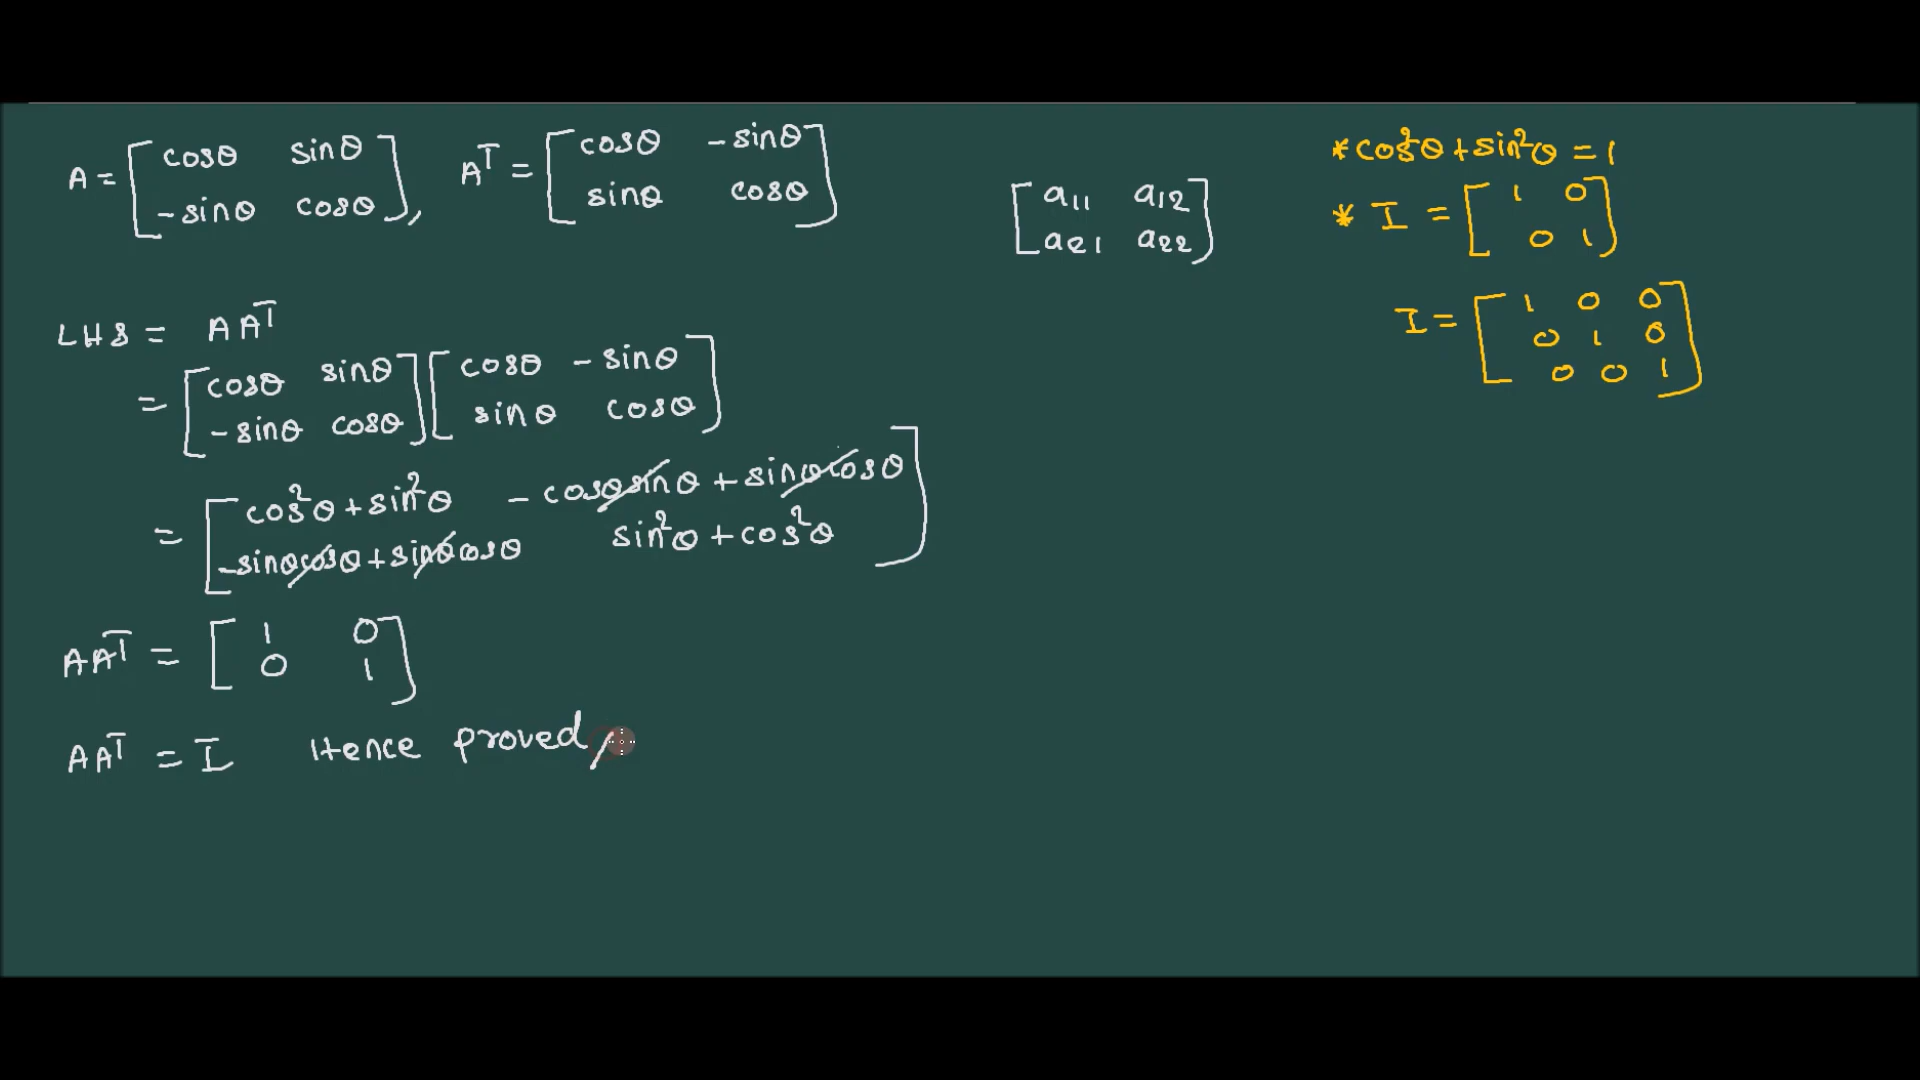 A = [cosθ sinθ
-sinθ cosθ], Aᵀ = [cosθ -sinθ
sinθ cosθ]
LHS = AAᵀ
= [cosθ sinθ
-sinθ cosθ] [cosθ -sinθ
sinθ cosθ]
= [cos²θ + sin²θ -cosθsinθ + sinθcosθ
-sinθcosθ + sinθcosθ sin²θ + cos²θ]
AAᵀ = [1 0
0 1]
AAᵀ = I Hence proved
[a11 a12
a21 a22]
*cos²θ + sin²θ = 1
* I = [1 0
0 1]
I = [1 0 0
0 1 0
0 0 1]